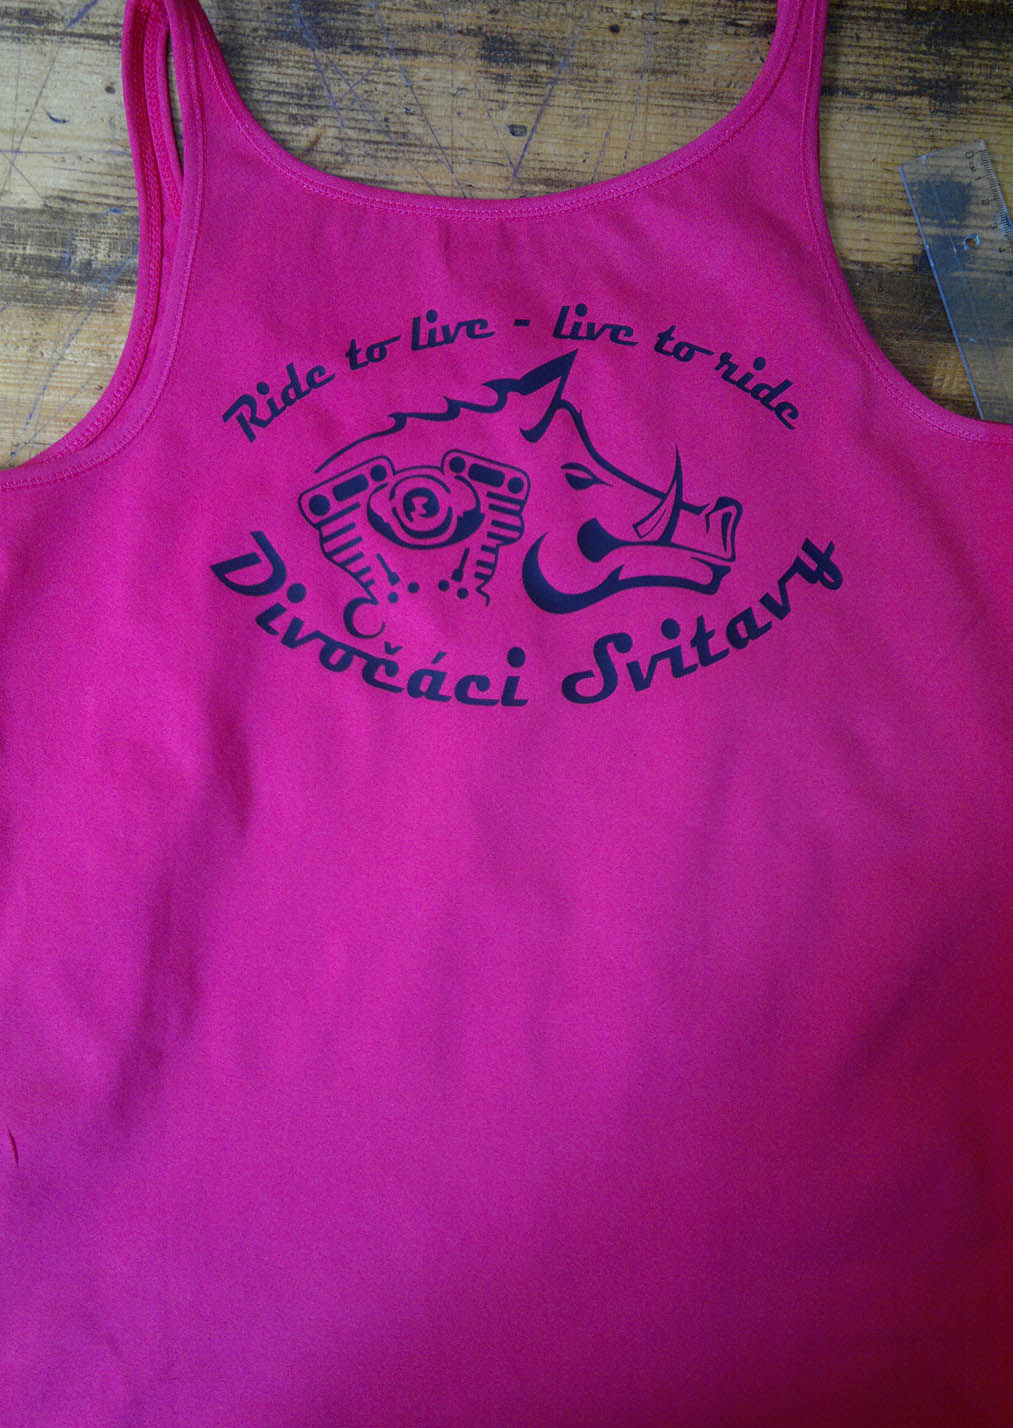 Ride to live - live to ride
Divočáci Svitavy